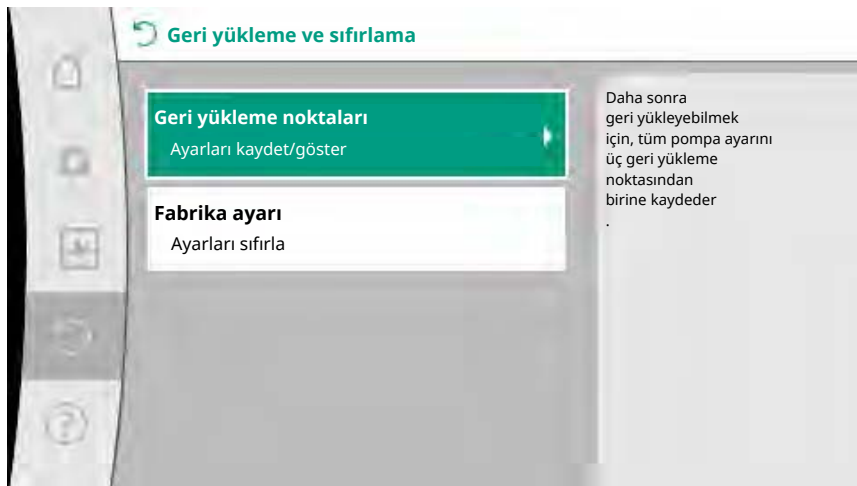 Geri yükleme ve sıfırlama
Geri yükleme noktaları
Ayarları kaydet/göster
Fabrika ayarı
Ayarları sıfırla
Daha sonra
geri yükleyebilmek
için, tüm pompa ayarını
üç geri yükleme
noktasından
birine kaydeder
.